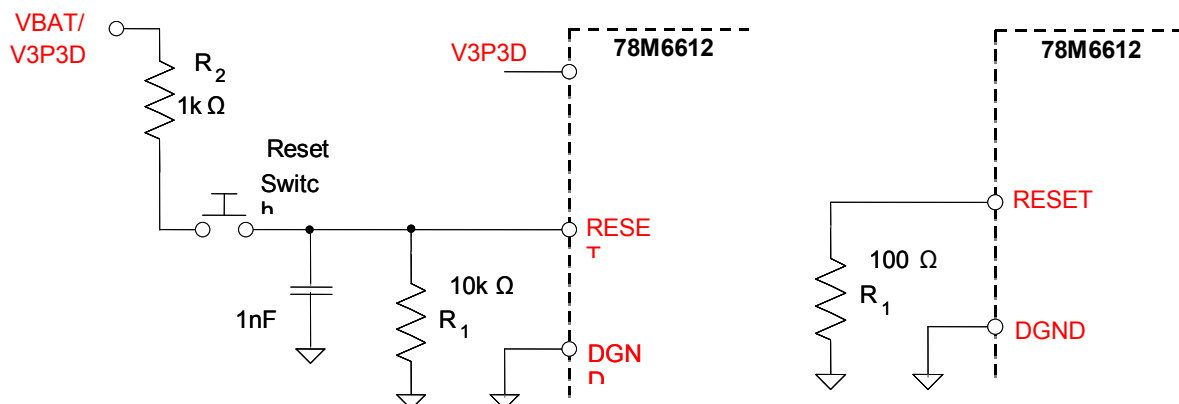 VBAT/
V3P3D
R2
1k Ω
Reset
Switc
h
1nF
10k Ω
R1
V3P3D
78M6612
RESE
T
DGN
D
78M6612
RESET
100 Ω
R1
DGND